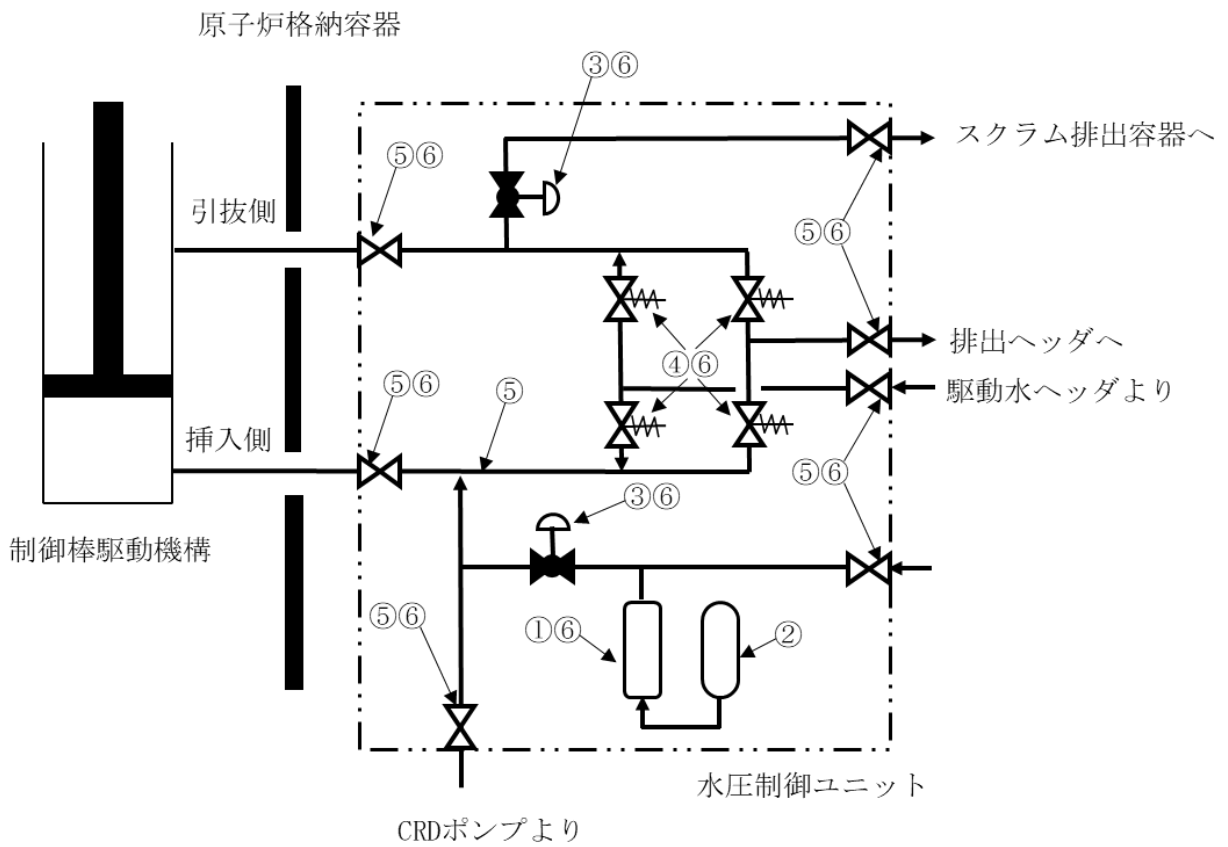 原子炉格納容器
③⑥
スクラム排出容器へ
⑤⑥
引抜側
⑤⑥
排出ヘッダへ
④⑥
駆動水ヘッダより
⑤⑥
⑤
挿入側
⑤⑥
③⑥
制御棒駆動機構
⑤⑥
①⑥
②
水圧制御ユニット
CRDポンプより